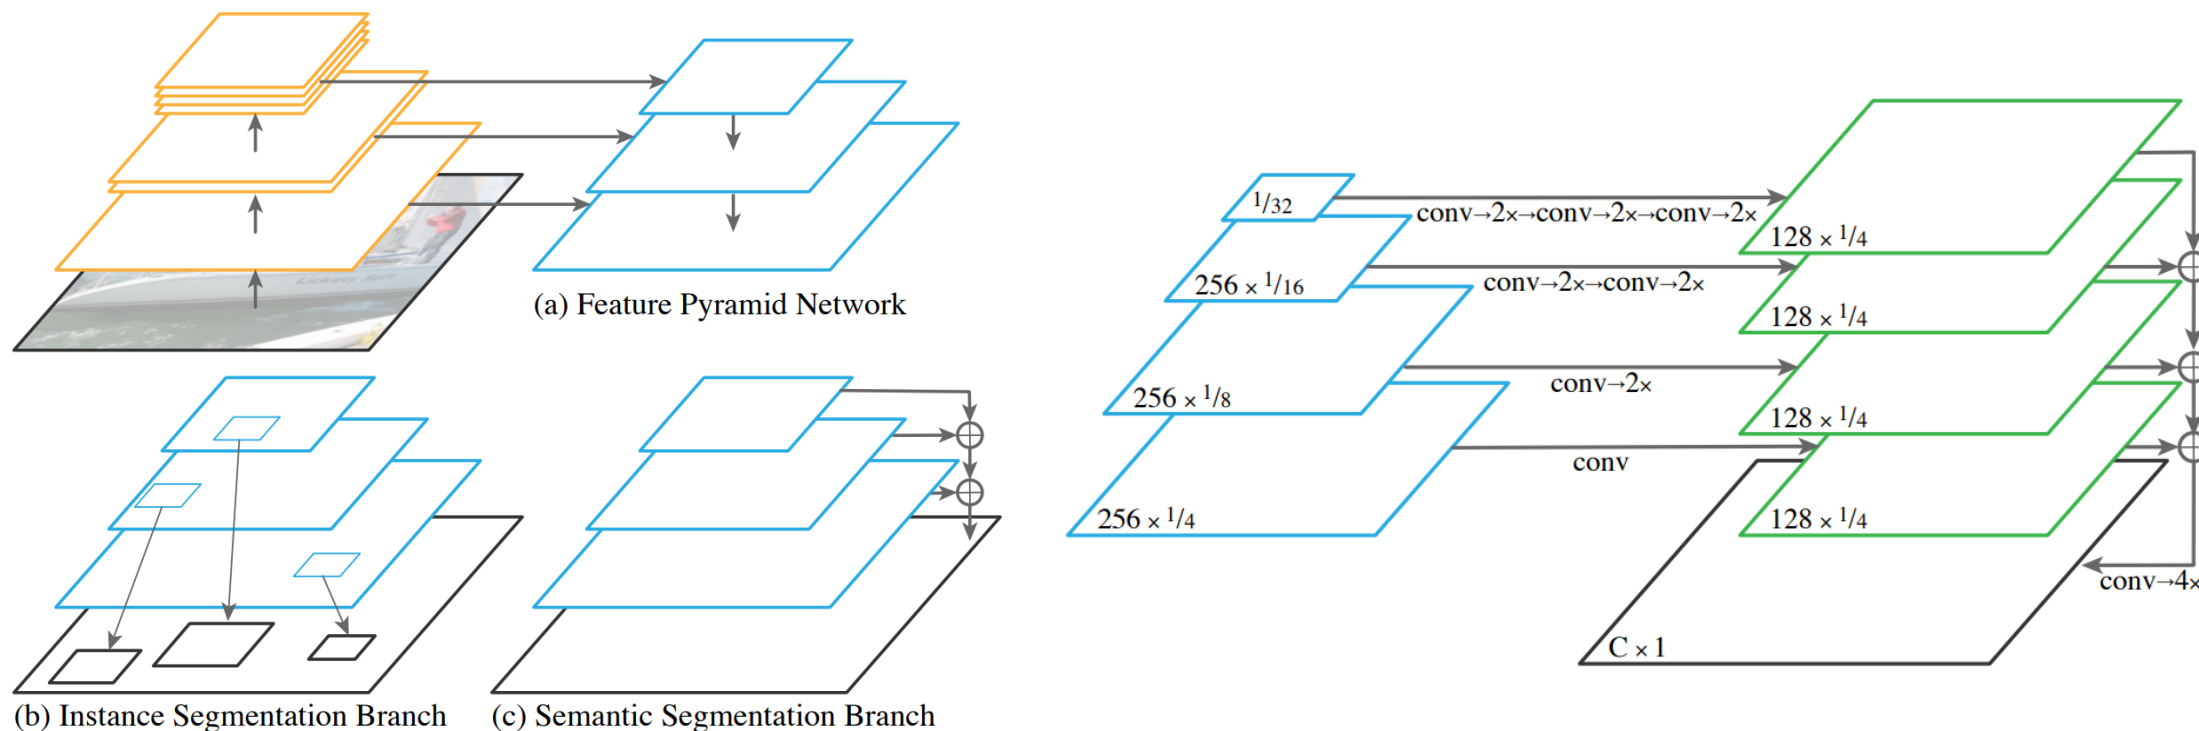 (a) Feature Pyramid Network
(b) Instance Segmentation Branch
(c) Semantic Segmentation Branch
1/32
conv→2×→conv→2×→conv→2×
128 × 1/4
256 × 1/16
conv→2×→conv→2×
128 × 1/4
256 × 1/8
conv→2×
128 × 1/4
256 × 1/4
conv
128 × 1/4
conv→4×
C × 1